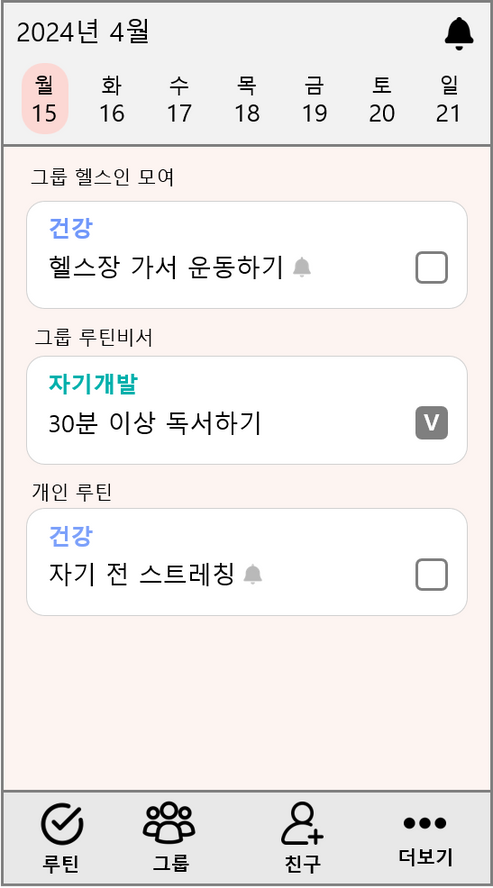 2024년 4월
월 화 수 목 금 토 일
15 16 17 18 19 20 21
그룹 헬스인 모여
건강
헬스장 가서 운동하기
그룹 루틴비서
자기개발
30분 이상 독서하기
V
개인 루틴
건강
자기 전 스트레칭
루틴 그룹 친구 더보기